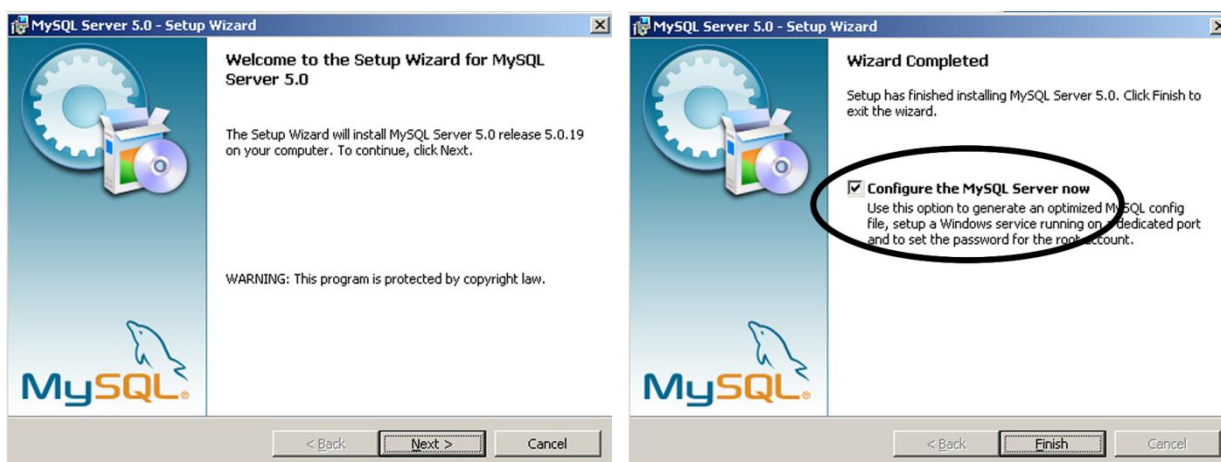 MySQL Server 5.0 - Setup Wizard
Welcome to the Setup Wizard for MySQL
Server 5.0
The Setup Wizard will install MySQL Server 5.0 release 5.0.19
on your computer. To continue, click Next.
WARNING: This program is protected by copyright law.
MySQL®
< Back
Next >
Cancel
MySQL Server 5.0 - Setup Wizard
Wizard Completed
Setup has finished installing MySQL Server 5.0. Click Finish to
exit the wizard.
Configure the MySQL Server now
Use this option to generate an optimized MySQL config
file, setup a Windows service running on a dedicated port
and to set the password for the root account.
MySQL®
< Back
Finish
Cancel